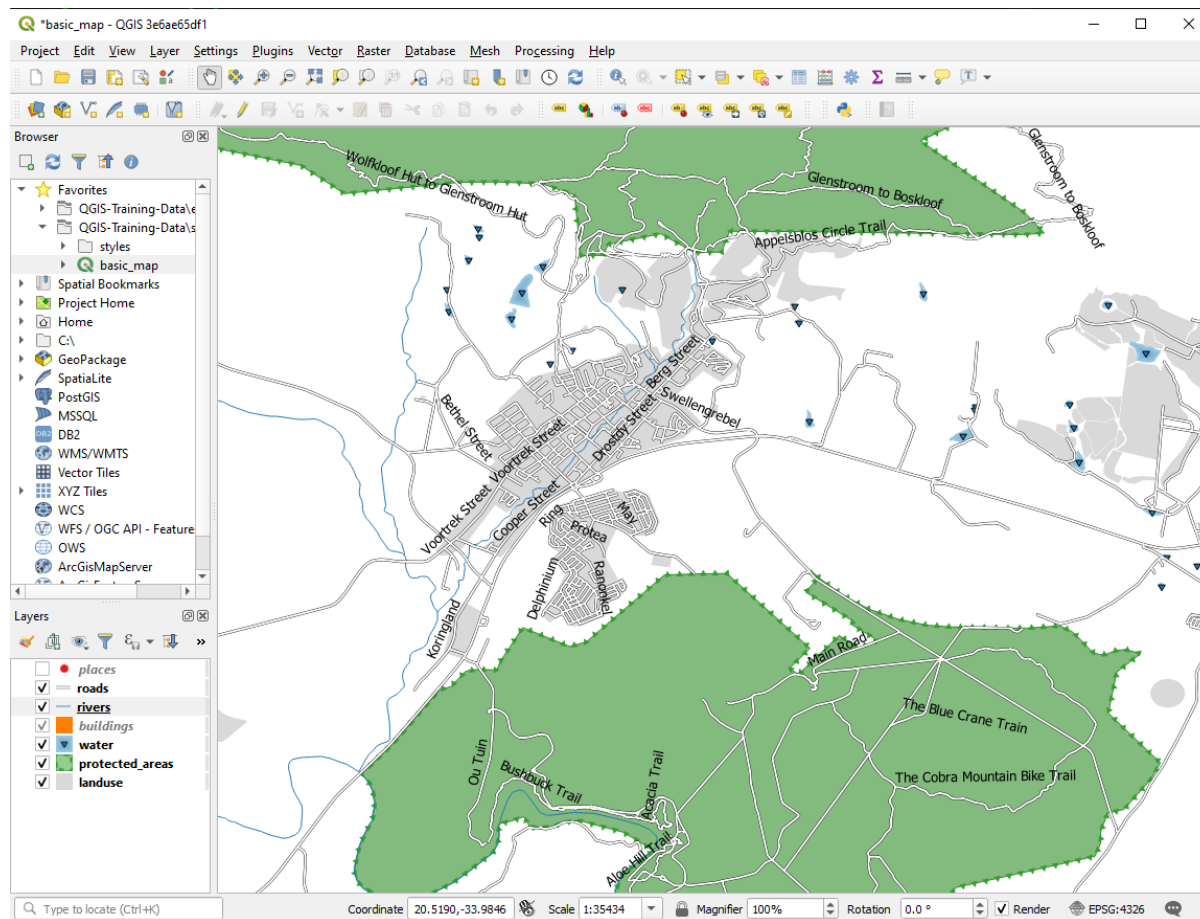 *basic_map - QGIS 3e6ae65df1
Project Edit View Layer Settings Plugins Vector Raster Database Mesh Processing Help
Browser
Favorites
QGIS-Training-Data\e
QGIS-Training-Data\s
styles
basic_map
Spatial Bookmarks
Project Home
Home
C:\
GeoPackage
SpatiaLite
PostGIS
MSSQL
DB2
WMS/WMTS
Vector Tiles
XYZ Tiles
WCS
WFS / OGC API - Feature
OWS
ArcGisMapServer
Layers
places
roads
rivers
buildings
water
protected_areas
landuse
Wolfkloof Hut to Glenstroom Hut
Glenstroom to Boskloof
Glenstroom to Boskloof
Appelsblos Circle Trail
Berg Street
Swellengrebel
Bethel Street
Voortrek Street
Drostdy Street
Voortrek Street
Cooper Street
Ring
May
Protea
Delphinium
Ranonkel
Koringland
Main Road
The Blue Crane Train
The Cobra Mountain Bike Trail
Ou Tuin
Bushbuck Trail
Acacia Trail
Aloe Hill Trail
Type to locate (Ctrl+K) Coordinate 20.5190,-33.9846 Scale 1:35434 Magnifier 100% Rotation 0.0 ° Render EPSG:4326